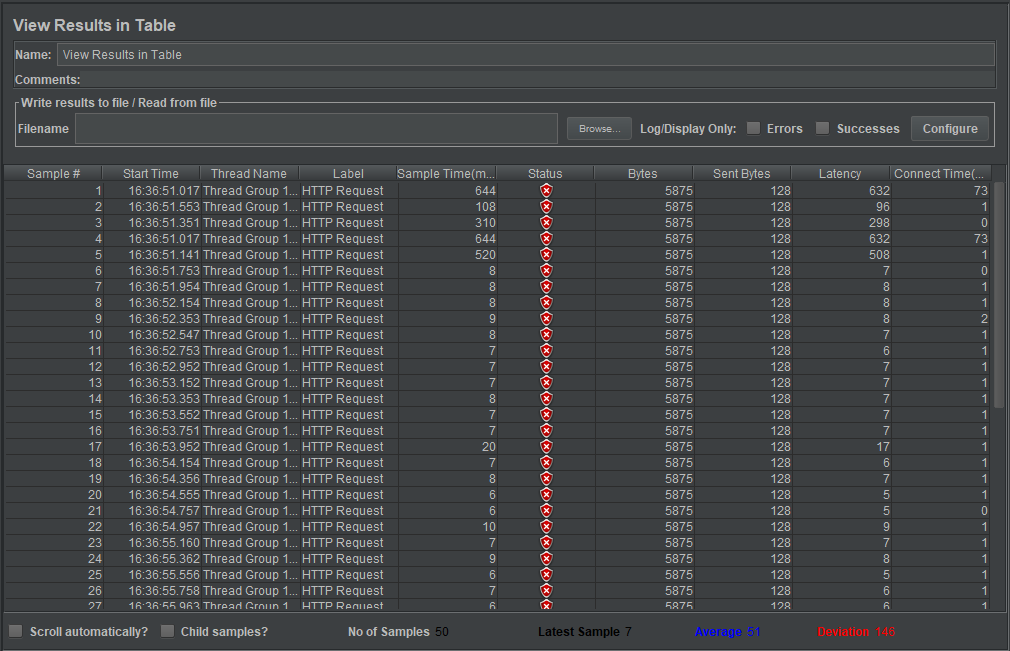 View Results in Table
Name: View Results in Table
Comments:
Write results to file / Read from file
Filename Browse... Log/Display Only: Errors Successes Configure
Sample # Start Time Thread Name Label Sample Time(m... Status Bytes Sent Bytes Latency Connect Time(...
1 16:36:51.017 Thread Group 1... HTTP Request 644 5875 128 632 73
2 16:36:51.553 Thread Group 1... HTTP Request 108 5875 128 96 1
3 16:36:51.351 Thread Group 1... HTTP Request 310 5875 128 298 0
4 16:36:51.017 Thread Group 1... HTTP Request 644 5875 128 632 73
5 16:36:51.141 Thread Group 1... HTTP Request 520 5875 128 508 1
6 16:36:51.753 Thread Group 1... HTTP Request 8 5875 128 7 0
7 16:36:51.954 Thread Group 1... HTTP Request 8 5875 128 8 1
8 16:36:52.154 Thread Group 1... HTTP Request 8 5875 128 8 1
9 16:36:52.353 Thread Group 1... HTTP Request 9 5875 128 8 2
10 16:36:52.547 Thread Group 1... HTTP Request 8 5875 128 7 1
11 16:36:52.753 Thread Group 1... HTTP Request 7 5875 128 6 1
12 16:36:52.952 Thread Group 1... HTTP Request 7 5875 128 7 1
13 16:36:53.152 Thread Group 1... HTTP Request 7 5875 128 7 1
14 16:36:53.353 Thread Group 1... HTTP Request 8 5875 128 7 1
15 16:36:53.552 Thread Group 1... HTTP Request 7 5875 128 7 1
16 16:36:53.751 Thread Group 1... HTTP Request 7 5875 128 7 1
17 16:36:53.952 Thread Group 1... HTTP Request 20 5875 128 17 1
18 16:36:54.154 Thread Group 1... HTTP Request 7 5875 128 6 1
19 16:36:54.356 Thread Group 1... HTTP Request 8 5875 128 7 1
20 16:36:54.555 Thread Group 1... HTTP Request 6 5875 128 5 1
21 16:36:54.757 Thread Group 1... HTTP Request 6 5875 128 5 0
22 16:36:54.957 Thread Group 1... HTTP Request 10 5875 128 9 1
23 16:36:55.160 Thread Group 1... HTTP Request 7 5875 128 7 1
24 16:36:55.362 Thread Group 1... HTTP Request 9 5875 128 8 1
25 16:36:55.556 Thread Group 1... HTTP Request 6 5875 128 5 1
26 16:36:55.758 Thread Group 1... HTTP Request 7 5875 128 6 1
27 16:36:55.963 Thread Group 1... HTTP Request 6 5875 128 6 1
Scroll automatically? Child samples? No of Samples 50 Latest Sample 7 Average 51 Deviation 146